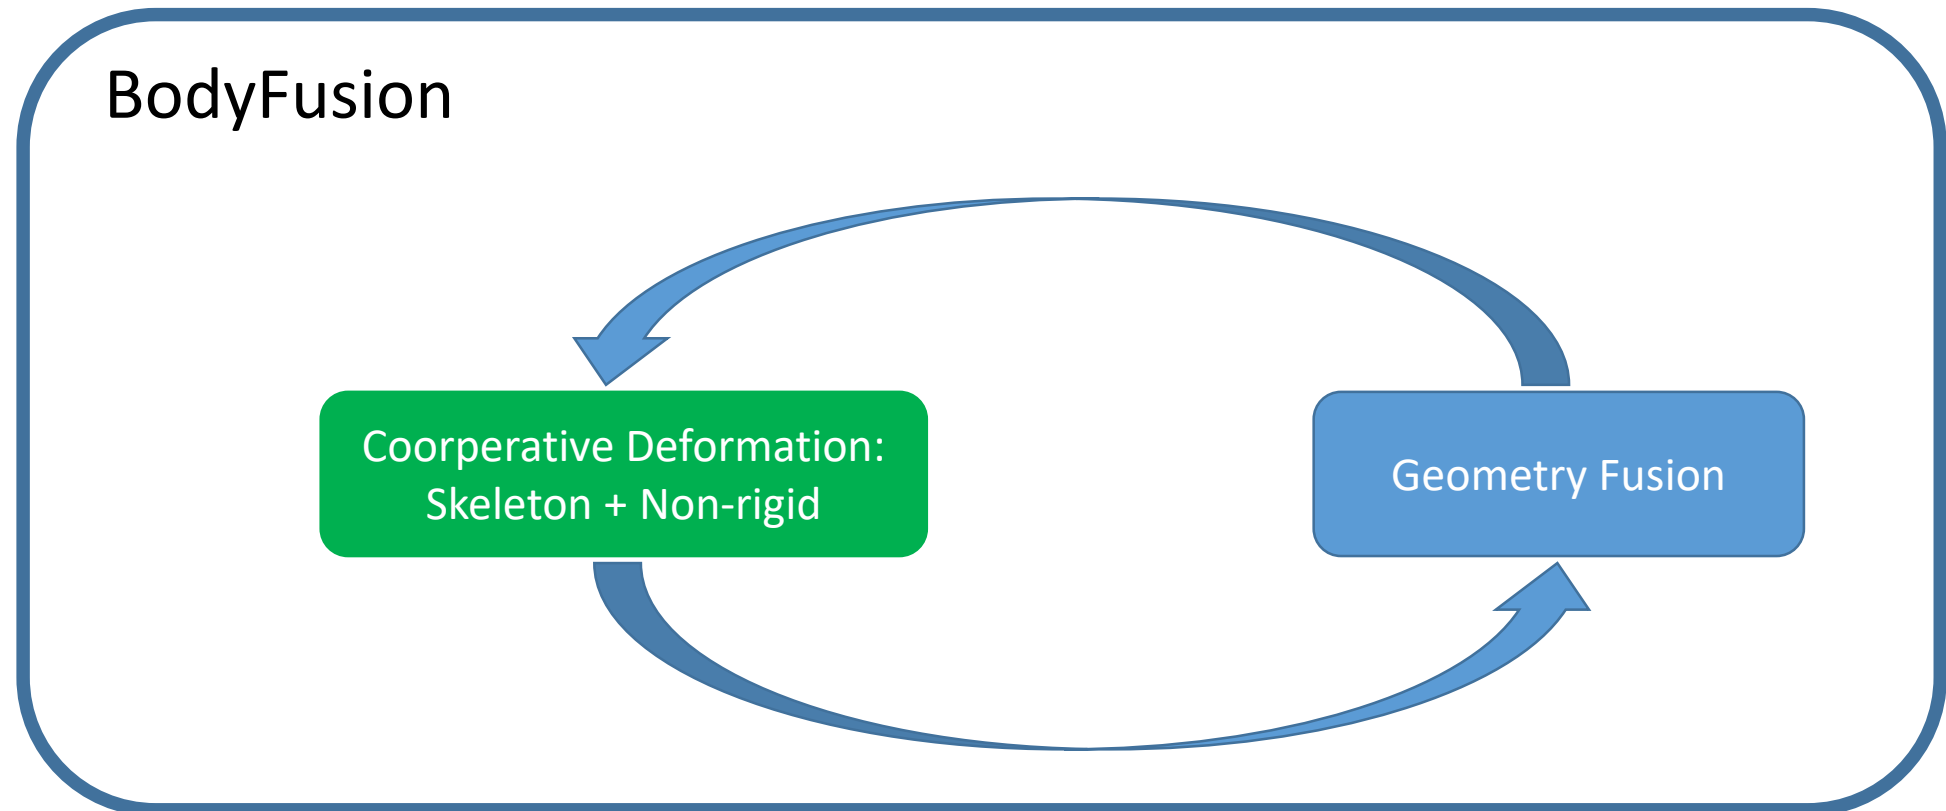 BodyFusion
Coorperative Deformation:
Skeleton + Non-rigid
Geometry Fusion